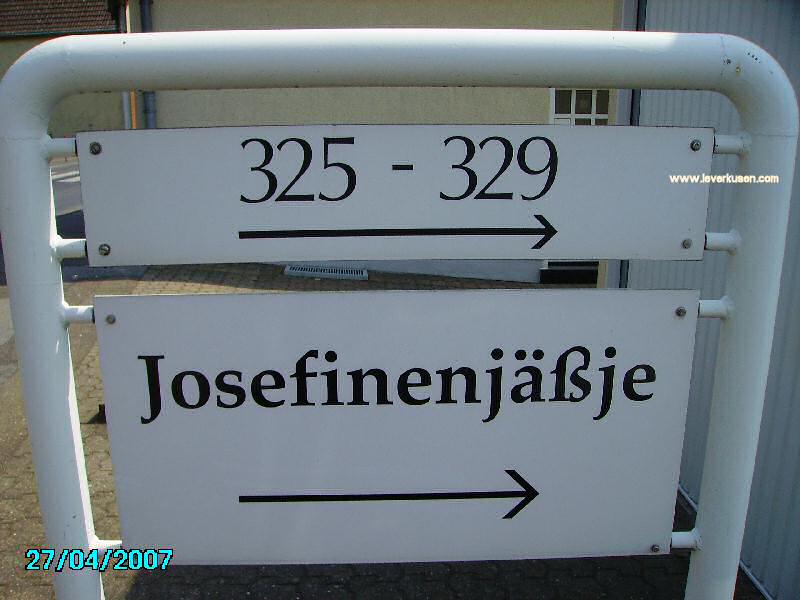 325 - 329
www.leverkusen.com
Josefinenjäßje
27/04/2007